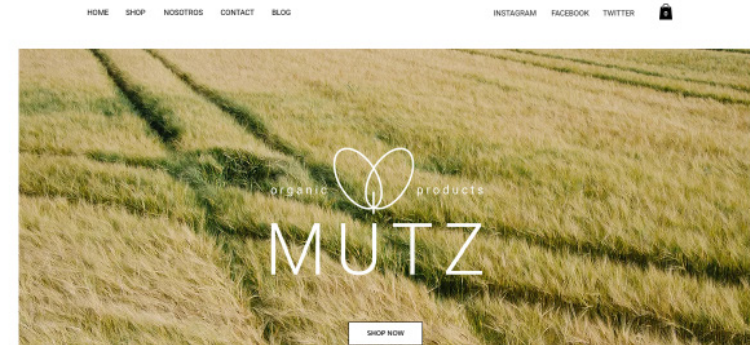 HOME SHOP NOSOTROS CONTACT BLOG INSTAGRAM FACEBOOK TWITTER 0
organic products
MUTZ
SHOP NOW